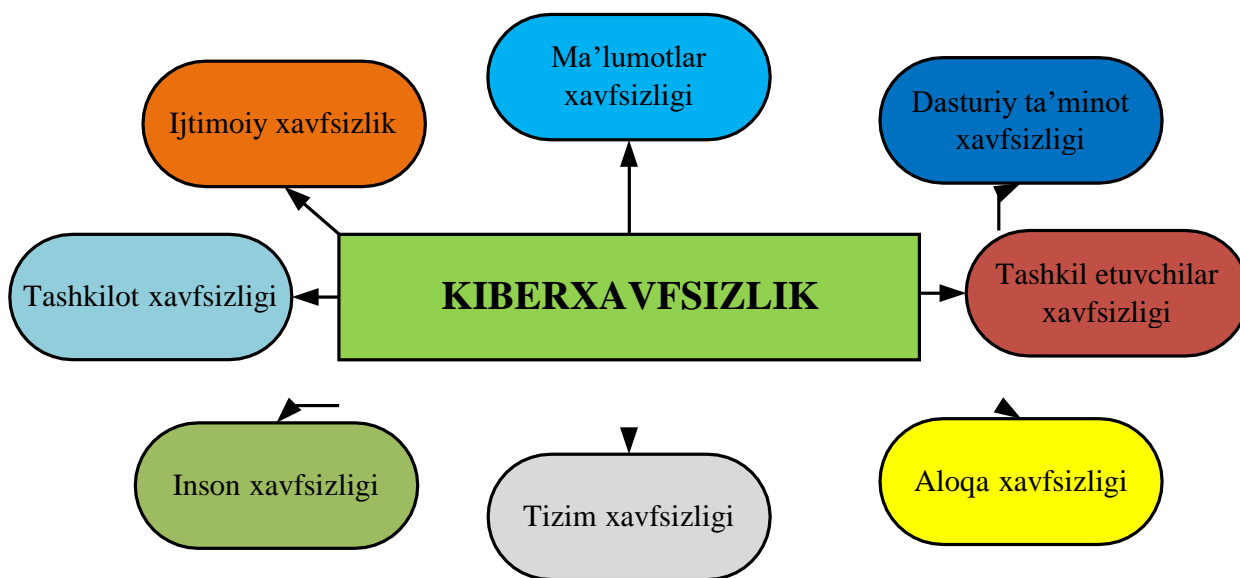 Ma’lumotlar
xavfsizligi
Ijtimoiy xavfsizlik
Dasturiy ta’minot
xavfsizligi
Tashkilot xavfsizligi
KIBERXAVFSIZLIK
Tashkil etuvchilar
xavfsizligi
Inson xavfsizligi
Tizim xavfsizligi
Aloqa xavfsizligi